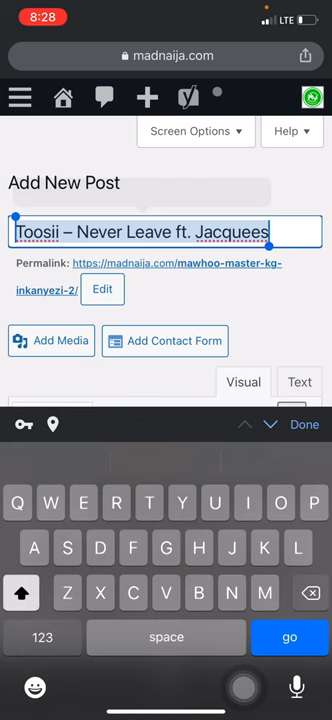 8:28
LTE
madnaija.com
Screen Options ▼
Help ▼
Add New Post
Toosii – Never Leave ft. Jacquees
Permalink: https://madnaija.com/mawhoo-master-kg-
inkanyezi-2/ Edit
Add Media
Add Contact Form
Visual
Text
Done
Q W E R T Y U I O P
A S D F G H J K L
Z X C V B N M
123
space
go